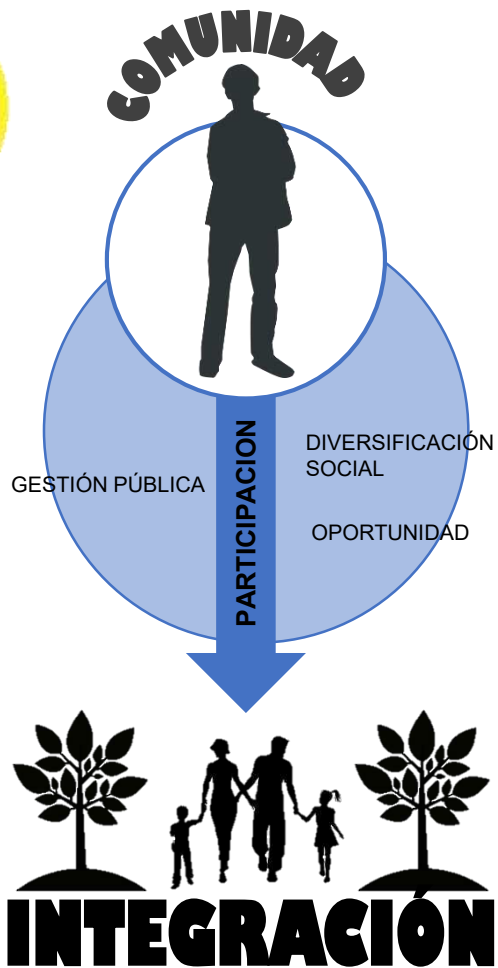 COMUNIDAD
PARTICIPACION
DIVERSIFICACIÓN
SOCIAL
GESTIÓN PÚBLICA
OPORTUNIDAD
INTEGRACIÓN